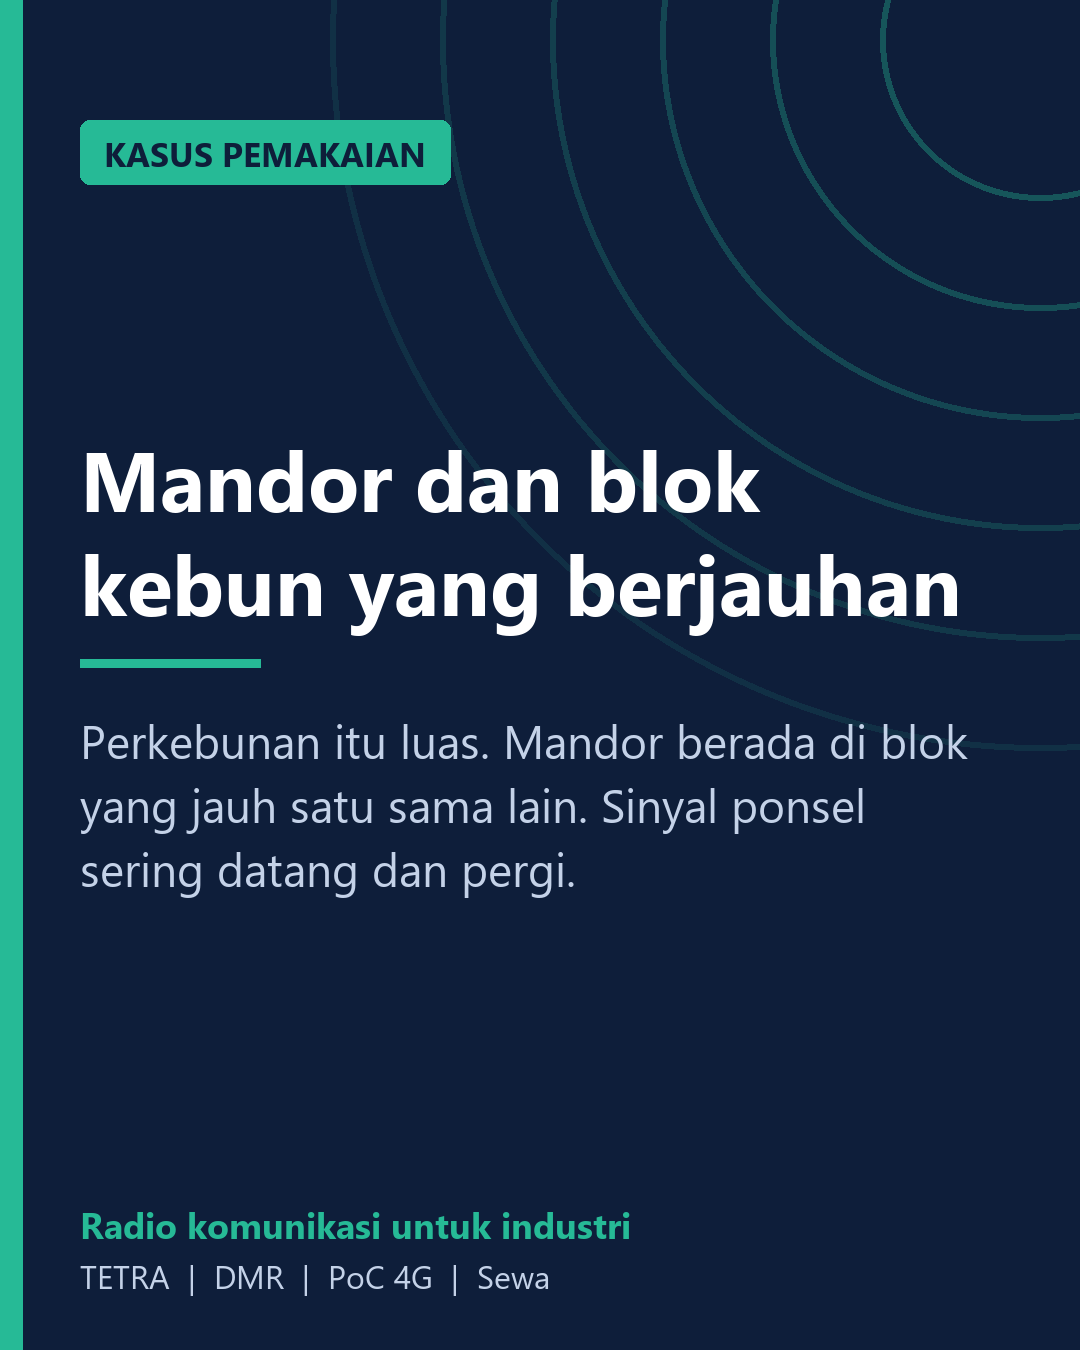 KASUS PEMAKAIAN
Mandor dan blok
kebun yang berjauhan
Perkebunan itu luas. Mandor berada di blok
yang jauh satu sama lain. Sinyal ponsel
sering datang dan pergi.
Radio komunikasi untuk industri
TETRA | DMR | PoC 4G | Sewa